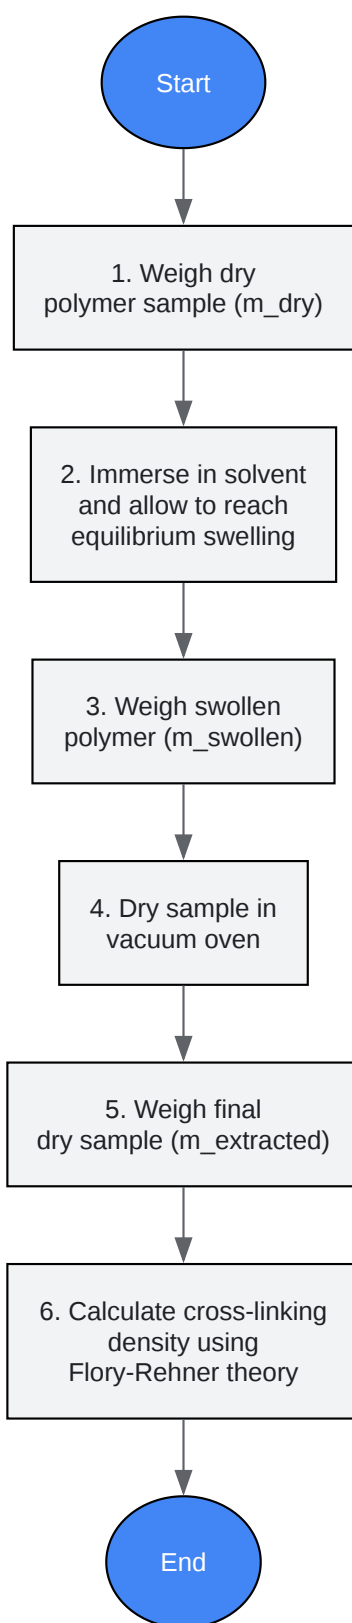 Start
1. Weigh dry
polymer sample (m_dry)
2. Immerse in solvent
and allow to reach
equilibrium swelling
3. Weigh swollen
polymer (m_swollen)
4. Dry sample in
vacuum oven
5. Weigh final
dry sample (m_extracted)
6. Calculate cross-linking
density using
Flory-Rehner theory
End